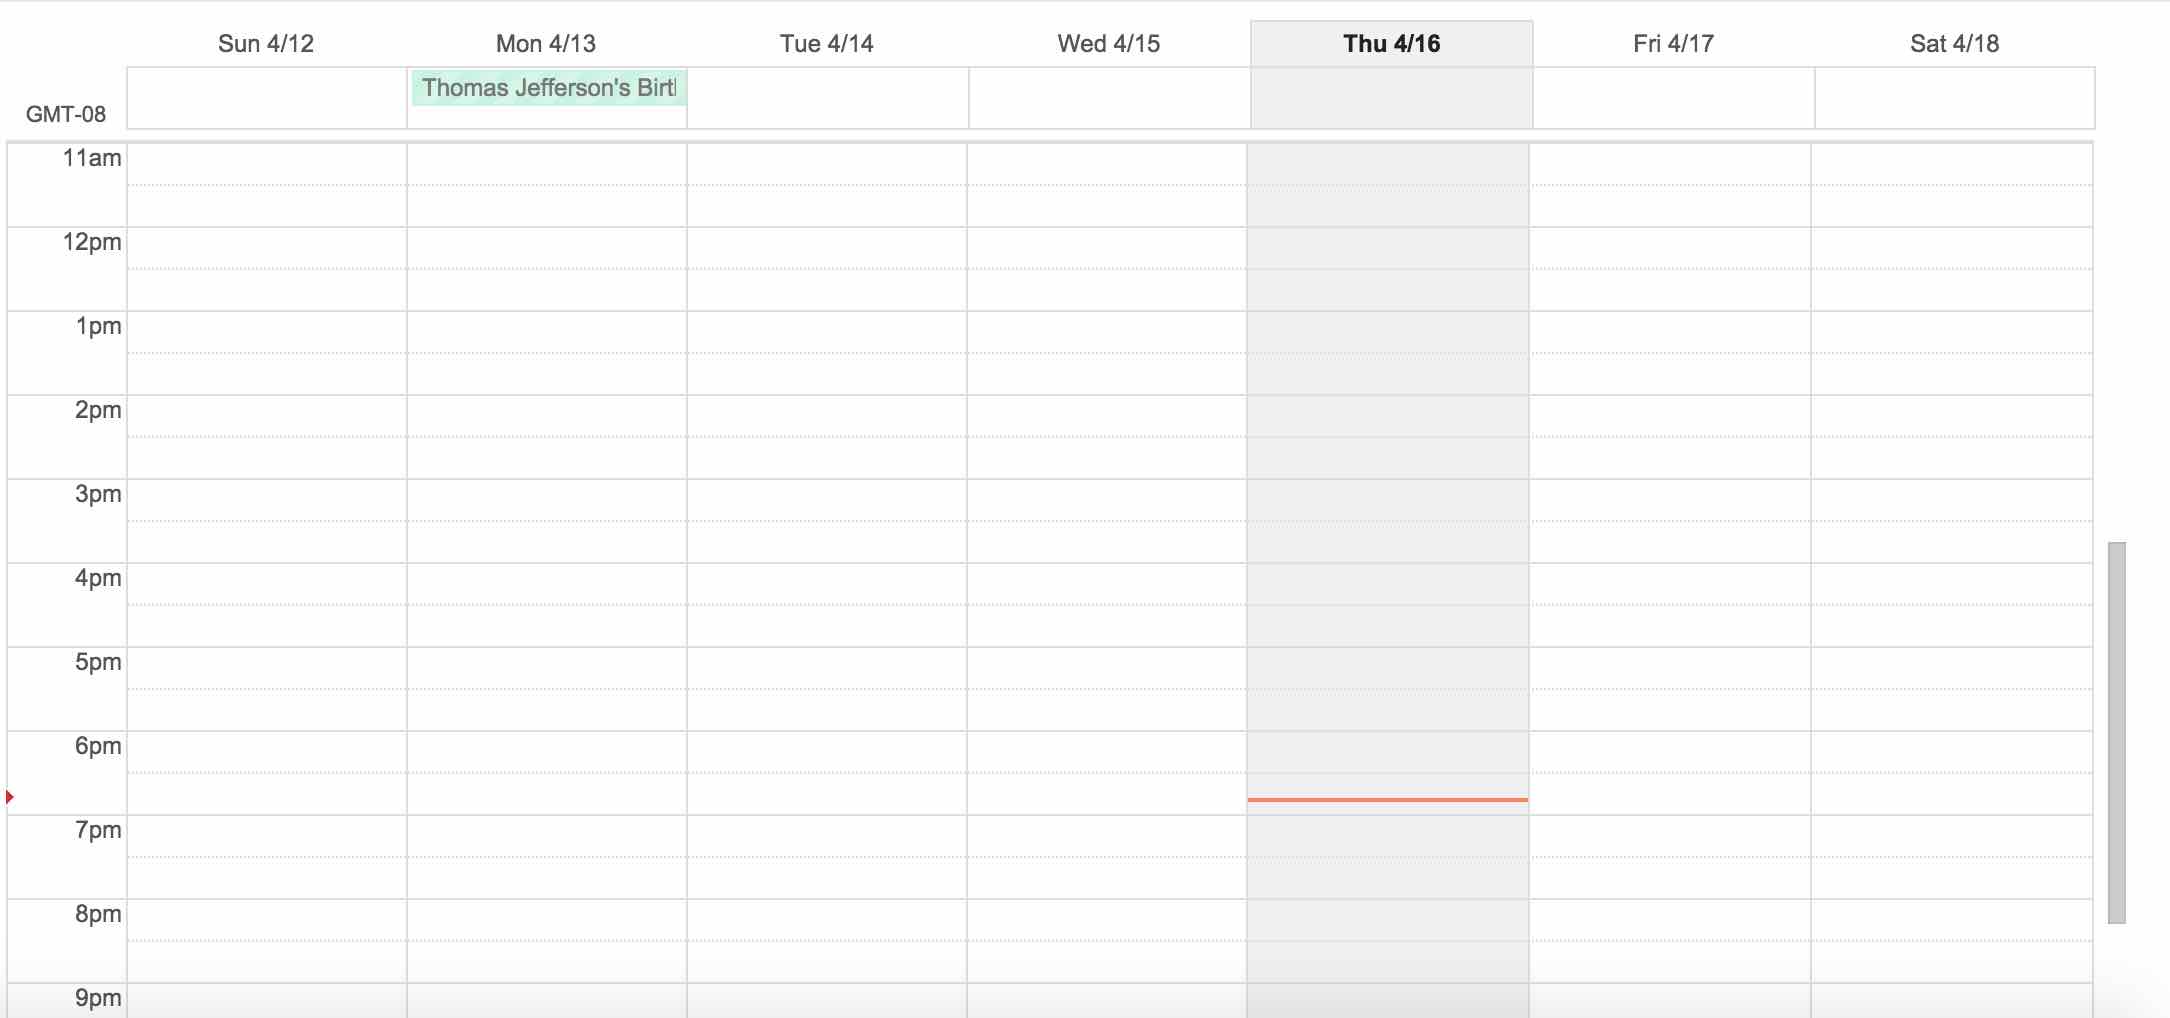 Sun 4/12 Mon 4/13 Tue 4/14 Wed 4/15 Thu 4/16 Fri 4/17 Sat 4/18
Thomas Jefferson's Birt
GMT-08
11am
12pm
1pm
2pm
3pm
4pm
5pm
6pm
7pm
8pm
9pm